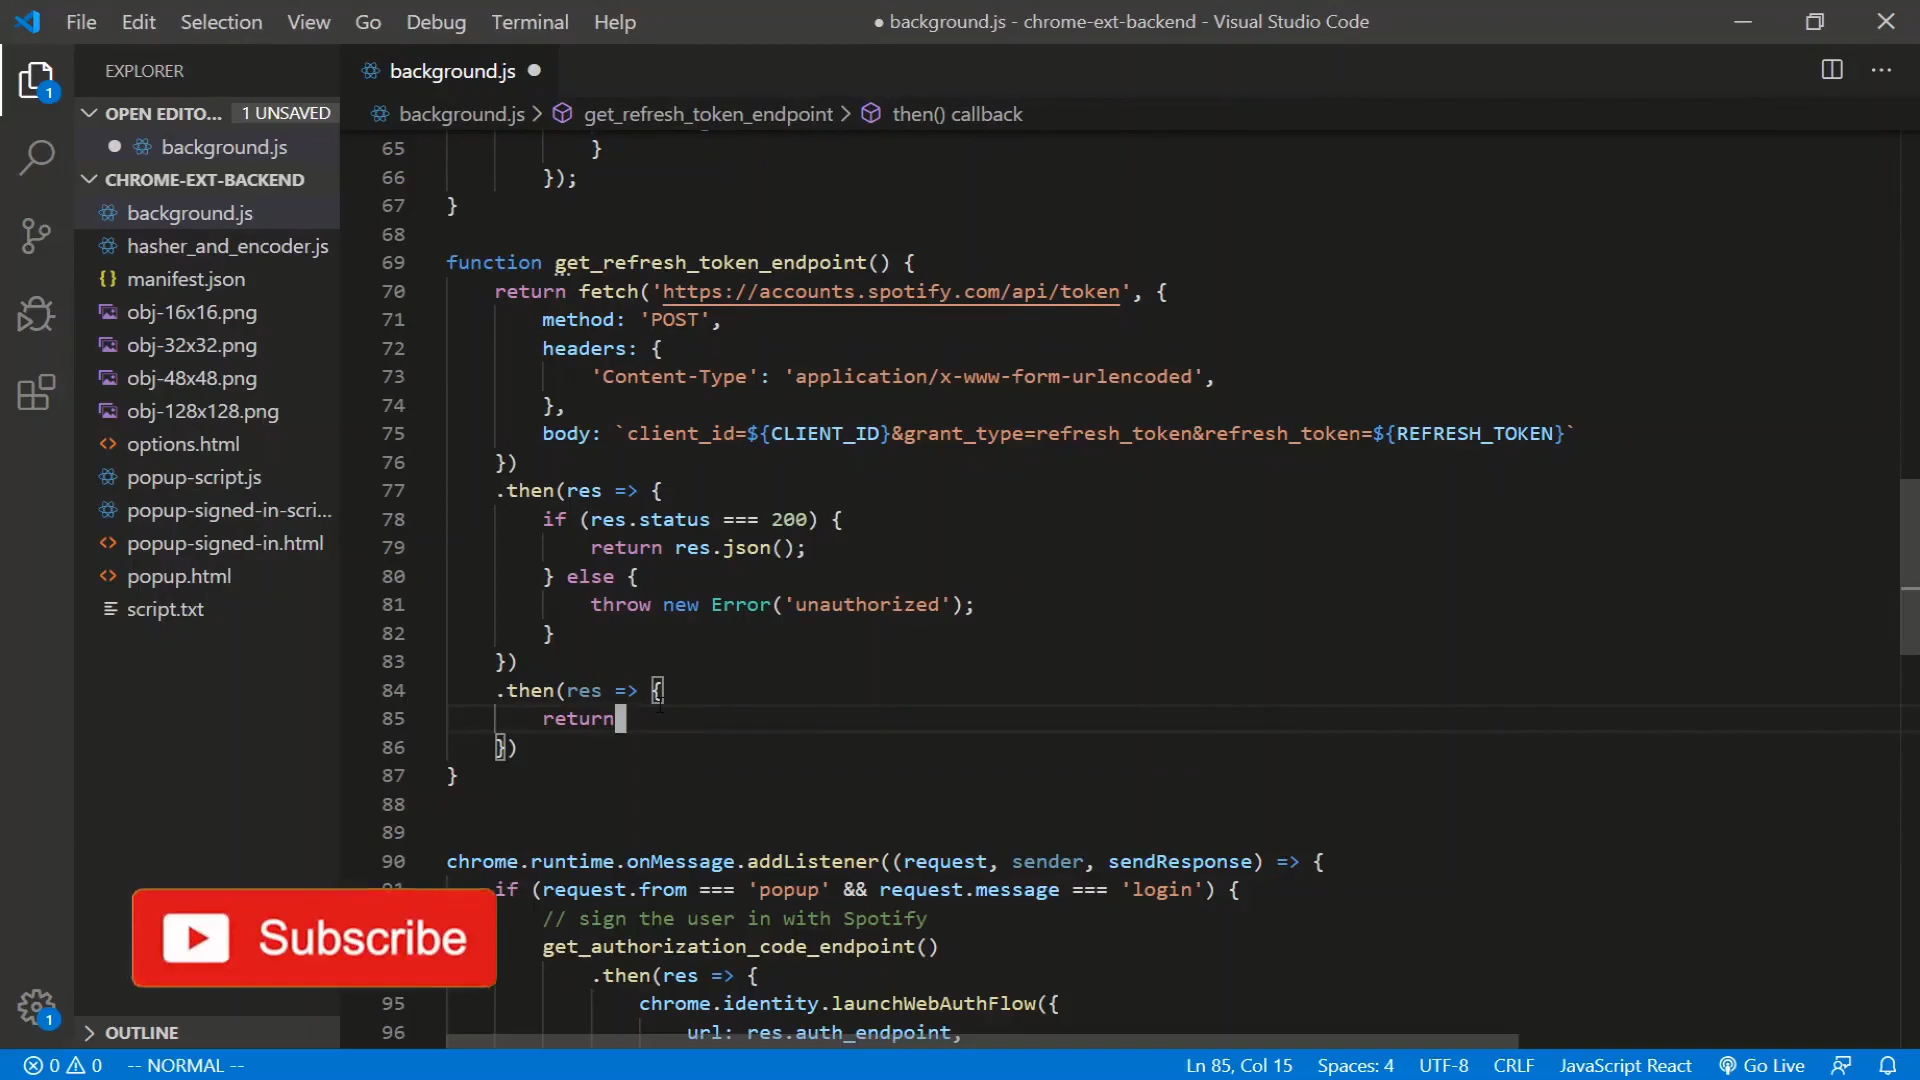 File Edit Selection View Go Debug Terminal Help
● background.js - chrome-ext-backend - Visual Studio Code
EXPLORER
OPEN EDITO... 1 UNSAVED
background.js
CHROME-EXT-BACKEND
background.js
hasher_and_encoder.js
manifest.json
obj-16x16.png
obj-32x32.png
obj-48x48.png
obj-128x128.png
options.html
popup-script.js
popup-signed-in-scri...
popup-signed-in.html
popup.html
script.txt
OUTLINE
background.js
background.js > get_refresh_token_endpoint > then() callback
65 }
66 });
67 }
68
69 function get_refresh_token_endpoint() {
70 return fetch('https://accounts.spotify.com/api/token', {
71 method: 'POST',
72 headers: {
73 'Content-Type': 'application/x-www-form-urlencoded',
74 },
75 body: `client_id=${CLIENT_ID}&grant_type=refresh_token&refresh_token=${REFRESH_TOKEN}`
76 })
77 .then(res => {
78 if (res.status === 200) {
79 return res.json();
80 } else {
81 throw new Error('unauthorized');
82 }
83 })
84 .then(res => {
85 return
86 })
87 }
88
89
90 chrome.runtime.onMessage.addListener((request, sender, sendResponse) => {
if (request.from === 'popup' && request.message === 'login') {
// sign the user in with Spotify
get_authorization_code_endpoint()
.then(res => {
95 chrome.identity.launchWebAuthFlow({
96 url: res.auth_endpoint,
Subscribe
1
1
0 0 -- NORMAL -- Ln 85, Col 15 Spaces: 4 UTF-8 CRLF JavaScript React Go Live